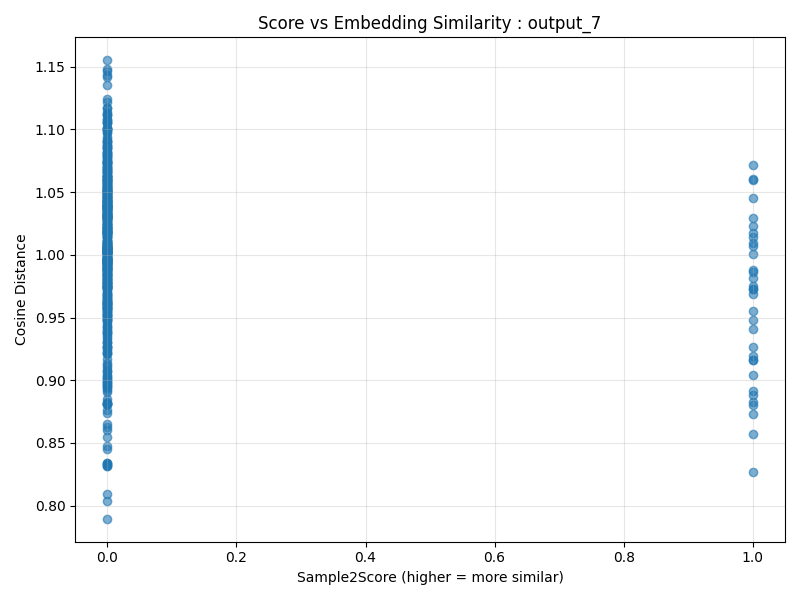 Score vs Embedding Similarity : output_7
1.15
1.10
1.05
1.00
0.95
0.90
0.85
0.80
Cosine Distance
0.0 0.2 0.4 0.6 0.8 1.0
Sample2Score (higher = more similar)